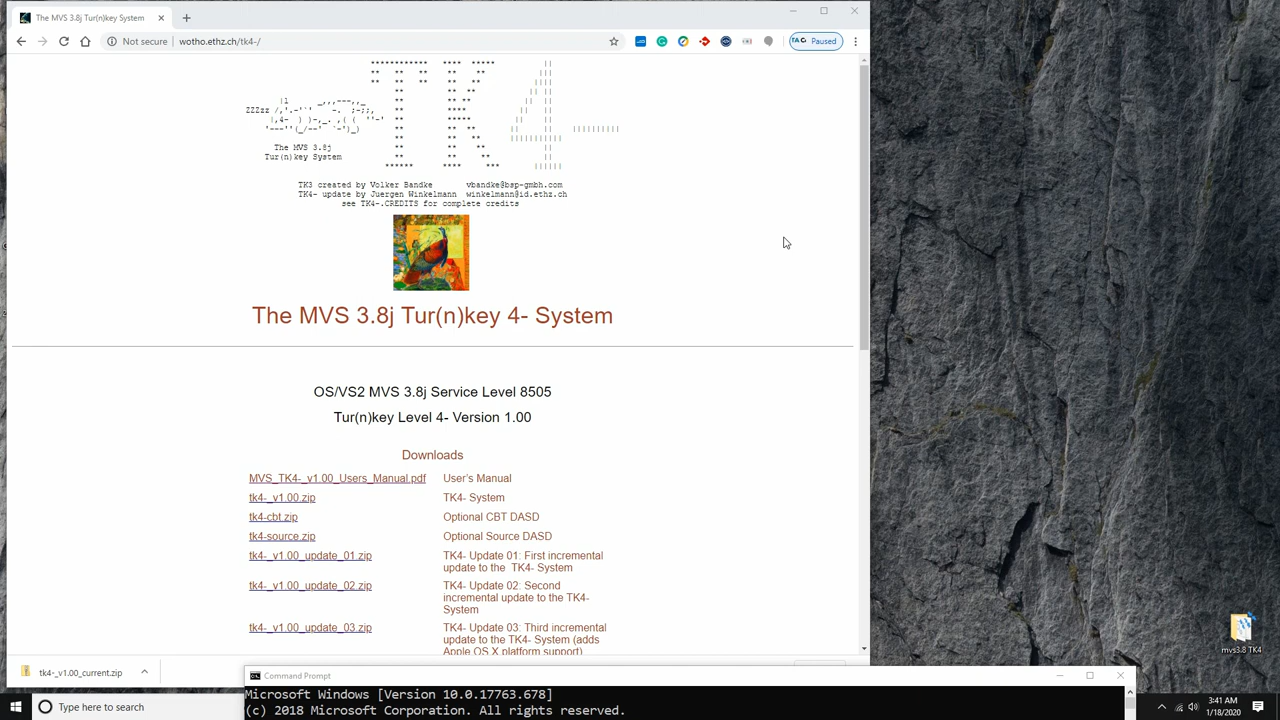 The MVS 3.8j Tur(n)key System
Not secure
wotho.ethz.ch/tk4-/
Paused
ZZZzz
The MVS 3.8j
Tur(n)key System
TK3 created by Volker Bandke vbandke@bsp-gmbh.com
TK4- update by Juergen Winkelmann winkelmann@id.ethz.ch
see TK4-.CREDITS for complete credits
The MVS 3.8j Tur(n)key 4- System
OS/VS2 MVS 3.8j Service Level 8505
Tur(n)key Level 4- Version 1.00
Downloads
MVS_TK4-_v1.00_Users_Manual.pdf User's Manual
tk4-_v1.00.zip TK4- System
tk4-cbt.zip Optional CBT DASD
tk4-source.zip Optional Source DASD
tk4-_v1.00_update_01.zip TK4- Update 01: First incremental
update to the TK4- System
tk4-_v1.00_update_02.zip TK4- Update 02: Second
incremental update to the TK4-
System
tk4-_v1.00_update_03.zip TK4- Update 03: Third incremental
update to the TK4- System (adds
Apple OS X platform support)
mvs3.8 TK4
tk4-_v1.00_current.zip
Command Prompt
Microsoft Windows [Version 10.0.17763.678]
(c) 2018 Microsoft Corporation. All rights reserved.
Type here to search
3:41 AM
1/18/2020